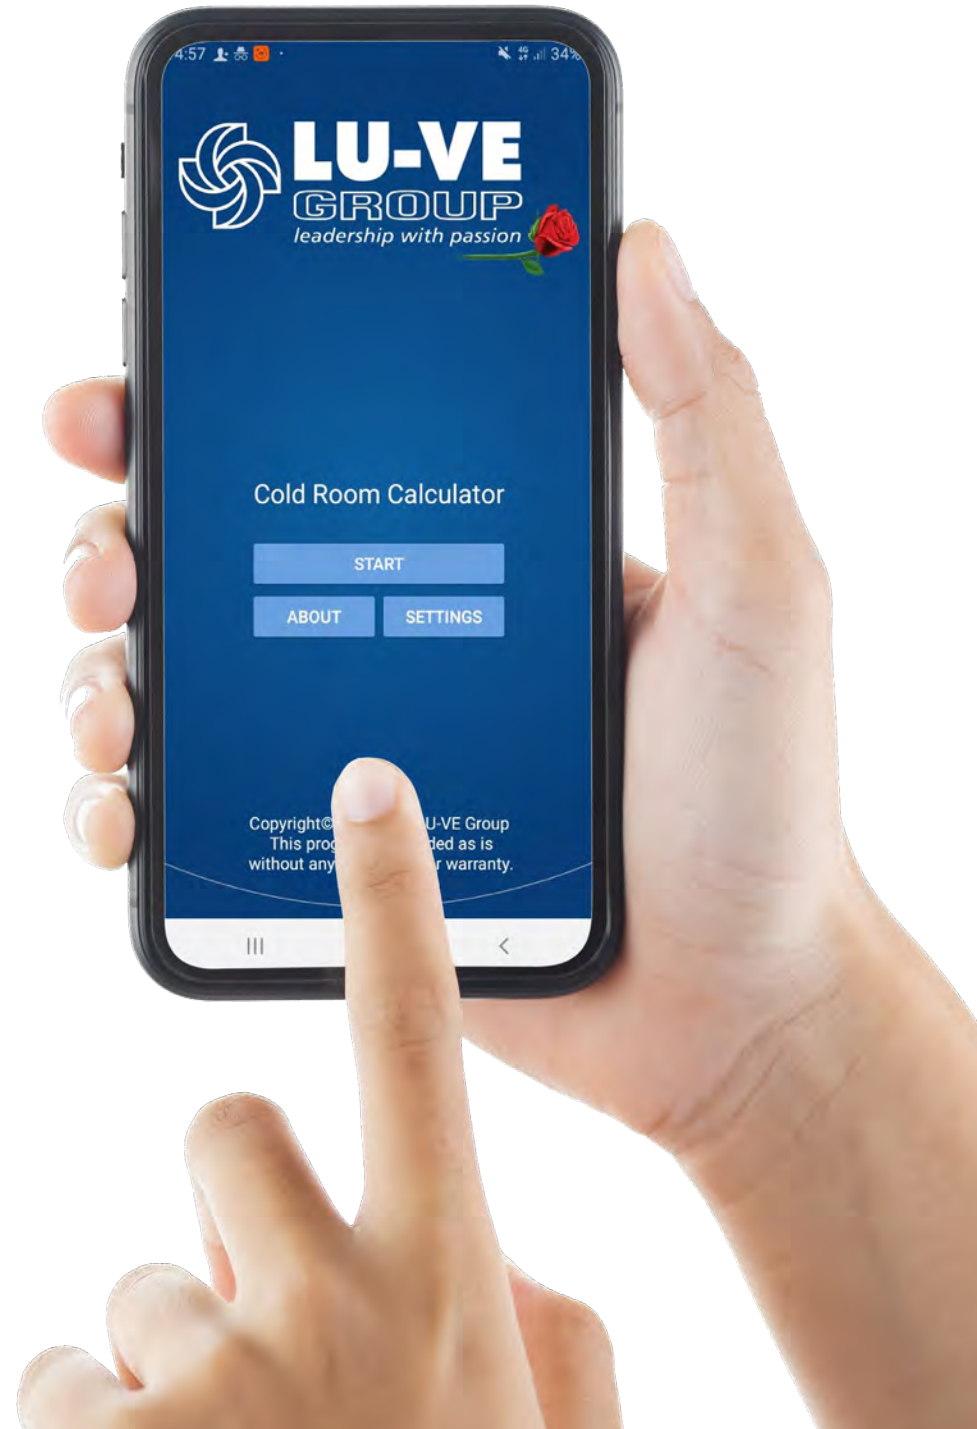 4:57
4G
34%
LU-VE
GROUP
leadership with passion
Cold Room Calculator
START
ABOUT
SETTINGS
Copyright© U-VE Group
This ded as is
without any warranty.